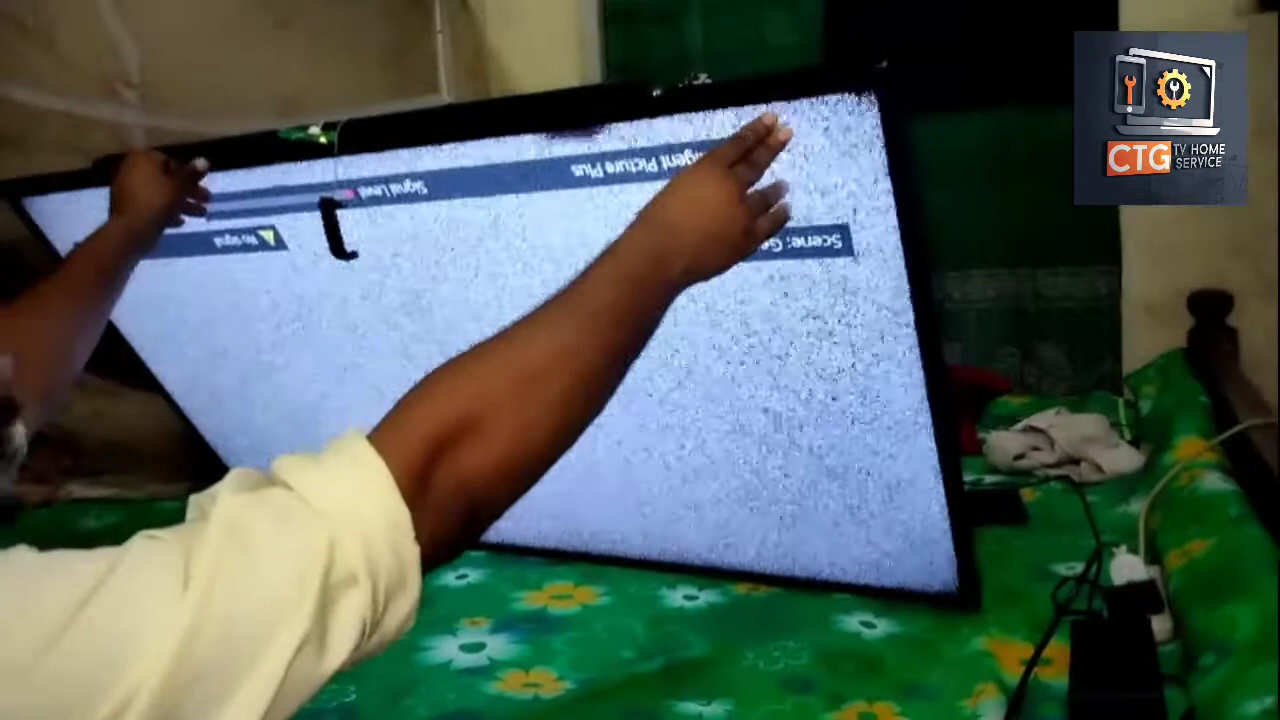 CTG TV HOME
SERVICE
Signal Level
Picture Plus
No Signal
Scene: